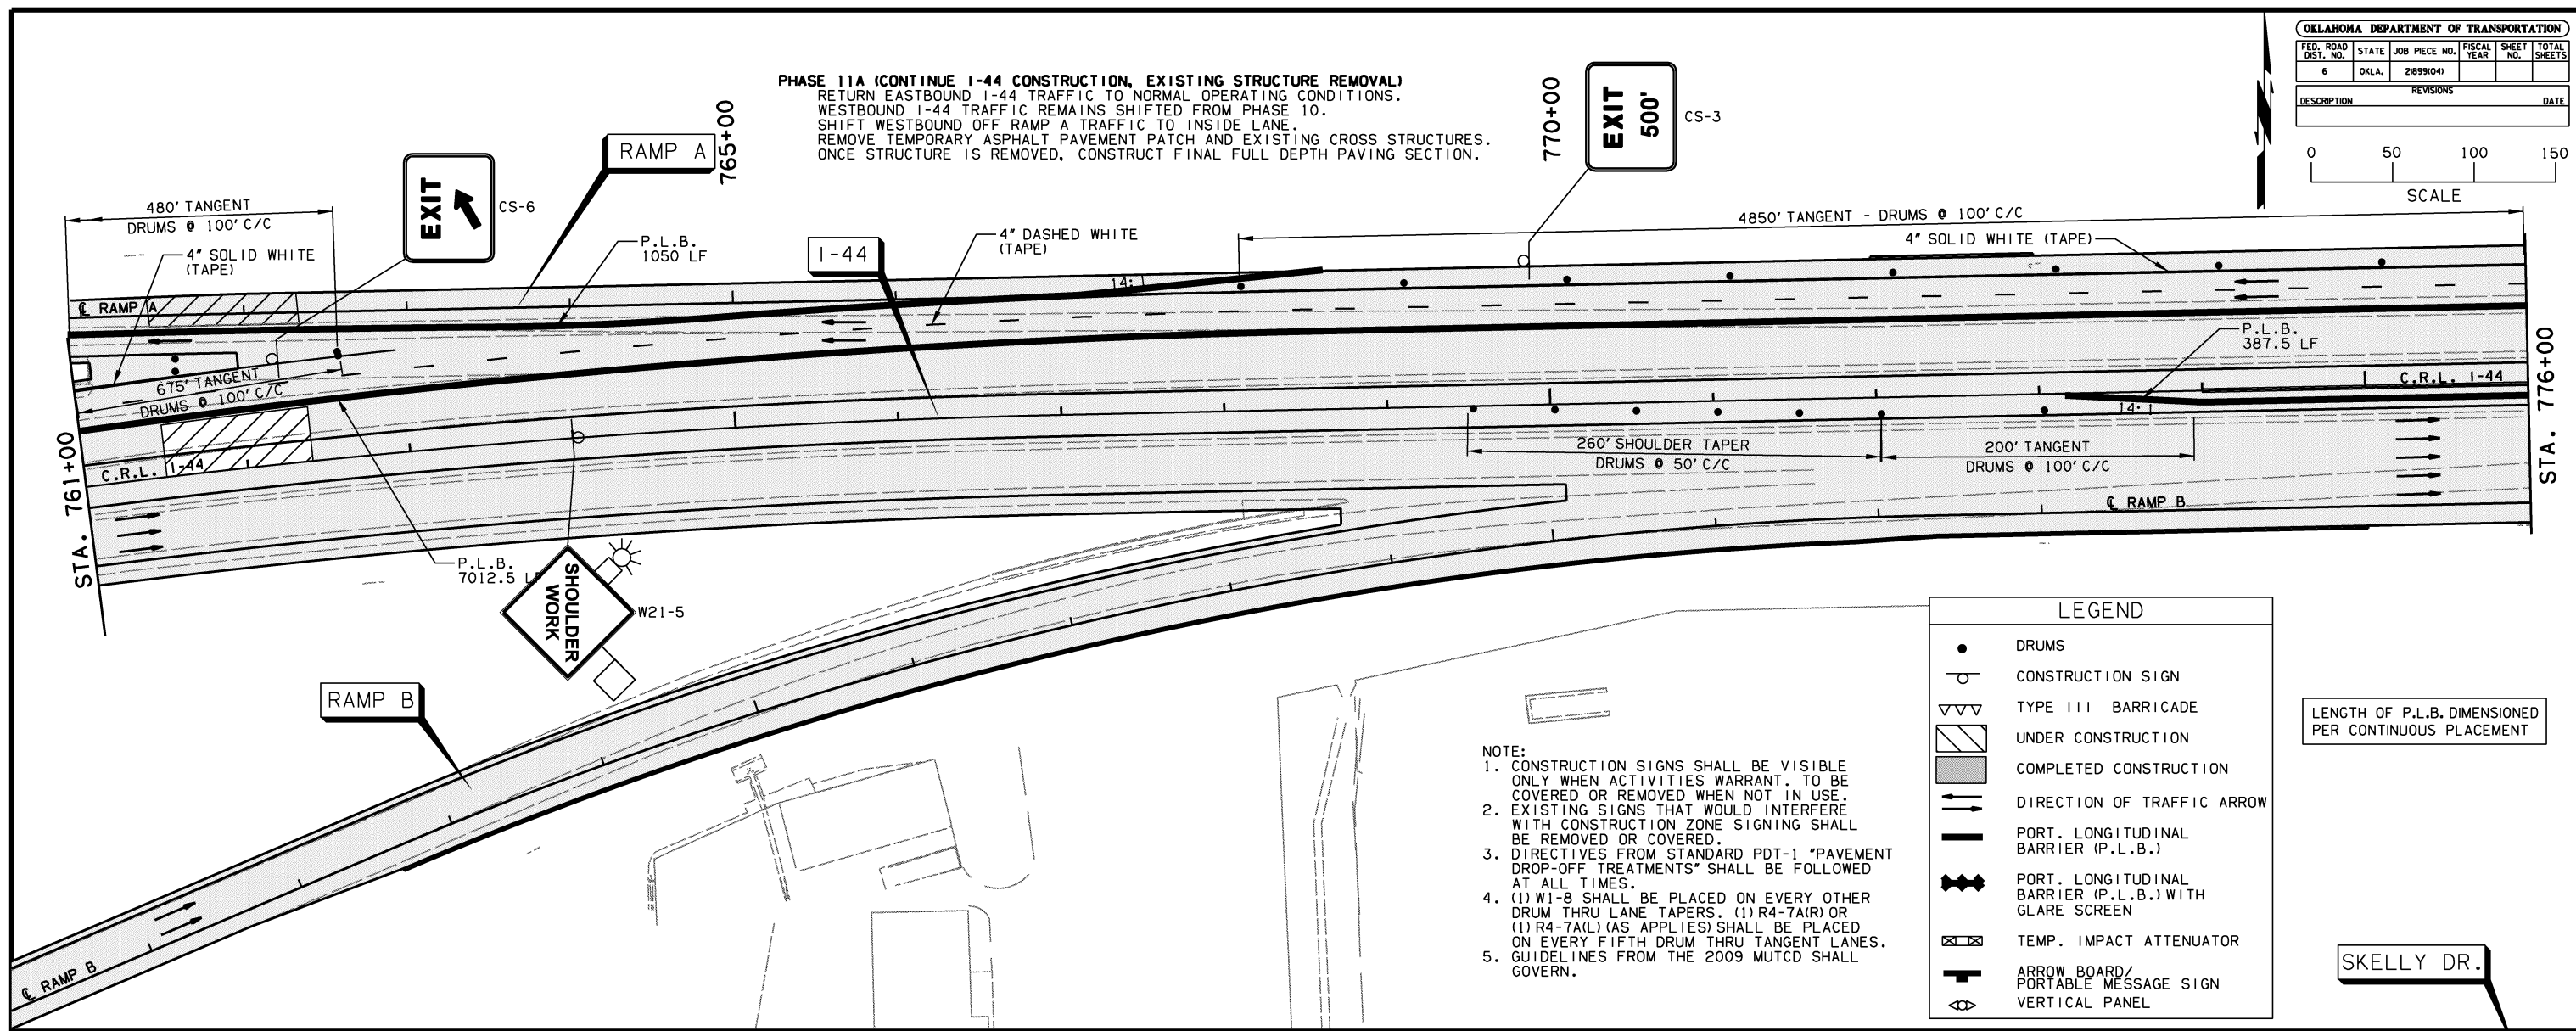 OKLAHOMA DEPARTMENT OF TRANSPORTATION
FED. ROAD DIST. NO.
STATE
JOB PIECE NO.
FISCAL YEAR
SHEET NO.
TOTAL SHEETS
6
OKLA.
21899(04)
REVISIONS
DESCRIPTION
DATE
0 50 100 150
SCALE
PHASE 11A (CONTINUE I-44 CONSTRUCTION, EXISTING STRUCTURE REMOVAL)
RETURN EASTBOUND I-44 TRAFFIC TO NORMAL OPERATING CONDITIONS.
WESTBOUND I-44 TRAFFIC REMAINS SHIFTED FROM PHASE 10.
SHIFT WESTBOUND OFF RAMP A TRAFFIC TO INSIDE LANE.
REMOVE TEMPORARY ASPHALT PAVEMENT PATCH AND EXISTING CROSS STRUCTURES.
ONCE STRUCTURE IS REMOVED, CONSTRUCT FINAL FULL DEPTH PAVING SECTION.
765+00
770+00
EXIT
500'
CS-3
RAMP A
EXIT
CS-6
480' TANGENT
DRUMS @ 100' C/C
4" SOLID WHITE
(TAPE)
P.L.B.
1050 LF
I-44
4" DASHED WHITE
(TAPE)
4850' TANGENT - DRUMS @ 100' C/C
4" SOLID WHITE (TAPE)
14:1
℄ RAMP A
P.L.B.
387.5 LF
675' TANGENT
DRUMS @ 100' C/C
C.R.L. I-44
14:1
STA. 776+00
STA. 761+00
C.R.L. I-44
260' SHOULDER TAPER
DRUMS @ 50' C/C
200' TANGENT
DRUMS @ 100' C/C
℄ RAMP B
P.L.B.
7012.5 LF
SHOULDER
WORK
W21-5
RAMP B
℄ RAMP B
NOTE:
1. CONSTRUCTION SIGNS SHALL BE VISIBLE
ONLY WHEN ACTIVITIES WARRANT. TO BE
COVERED OR REMOVED WHEN NOT IN USE.
2. EXISTING SIGNS THAT WOULD INTERFERE
WITH CONSTRUCTION ZONE SIGNING SHALL
BE REMOVED OR COVERED.
3. DIRECTIVES FROM STANDARD PDT-1 "PAVEMENT
DROP-OFF TREATMENTS" SHALL BE FOLLOWED
AT ALL TIMES.
4. (1) W1-8 SHALL BE PLACED ON EVERY OTHER
DRUM THRU LANE TAPERS. (1) R4-7A(R) OR
(1) R4-7A(L) (AS APPLIES) SHALL BE PLACED
ON EVERY FIFTH DRUM THRU TANGENT LANES.
5. GUIDELINES FROM THE 2009 MUTCD SHALL
GOVERN.
LEGEND
DRUMS
CONSTRUCTION SIGN
TYPE III BARRICADE
UNDER CONSTRUCTION
COMPLETED CONSTRUCTION
DIRECTION OF TRAFFIC ARROW
PORT. LONGITUDINAL
BARRIER (P.L.B.)
PORT. LONGITUDINAL
BARRIER (P.L.B.) WITH
GLARE SCREEN
TEMP. IMPACT ATTENUATOR
ARROW BOARD/
PORTABLE MESSAGE SIGN
VERTICAL PANEL
LENGTH OF P.L.B. DIMENSIONED
PER CONTINUOUS PLACEMENT
SKELLY DR.